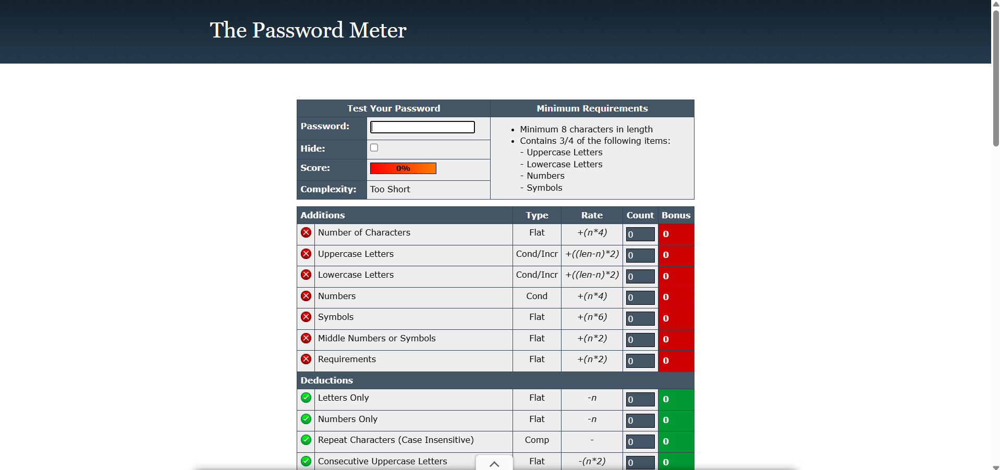 The Password Meter
Test Your Password Minimum Requirements
Password:
Hide:
Score: 0%
Complexity: Too Short
• Minimum 8 characters in length
• Contains 3/4 of the following items:
- Uppercase Letters
- Lowercase Letters
- Numbers
- Symbols
Additions Type Rate Count Bonus
Number of Characters Flat +(n*4) 0 0
Uppercase Letters Cond/Incr +((len-n)*2) 0 0
Lowercase Letters Cond/Incr +((len-n)*2) 0 0
Numbers Cond +(n*4) 0 0
Symbols Flat +(n*6) 0 0
Middle Numbers or Symbols Flat +(n*2) 0 0
Requirements Flat +(n*2) 0 0
Deductions
Letters Only Flat -n 0 0
Numbers Only Flat -n 0 0
Repeat Characters (Case Insensitive) Comp - 0 0
Consecutive Uppercase Letters Flat -(n*2) 0 0